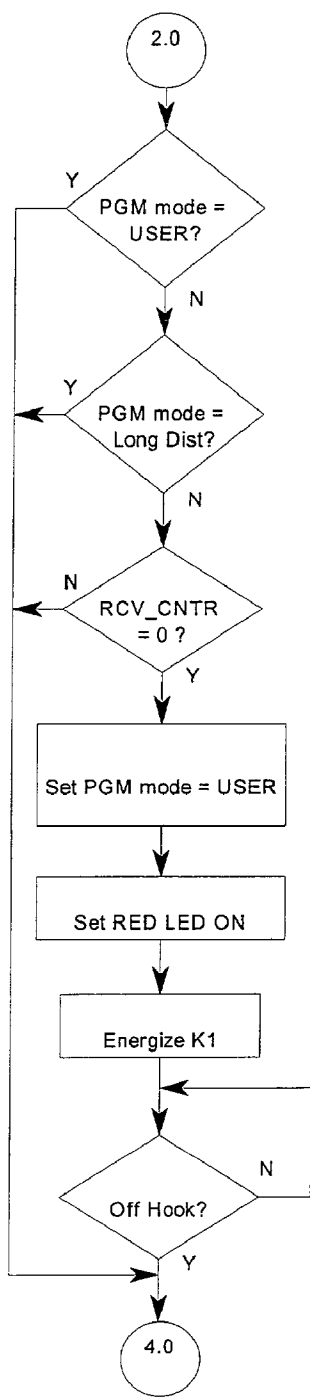 2.0
Y
PGM mode =
USER?
N
Y
PGM mode =
Long Dist?
N
N
RCV_CNTR
= 0 ?
Y
Set PGM mode = USER
Set RED LED ON
Energize K1
N
Off Hook?
Y
4.0